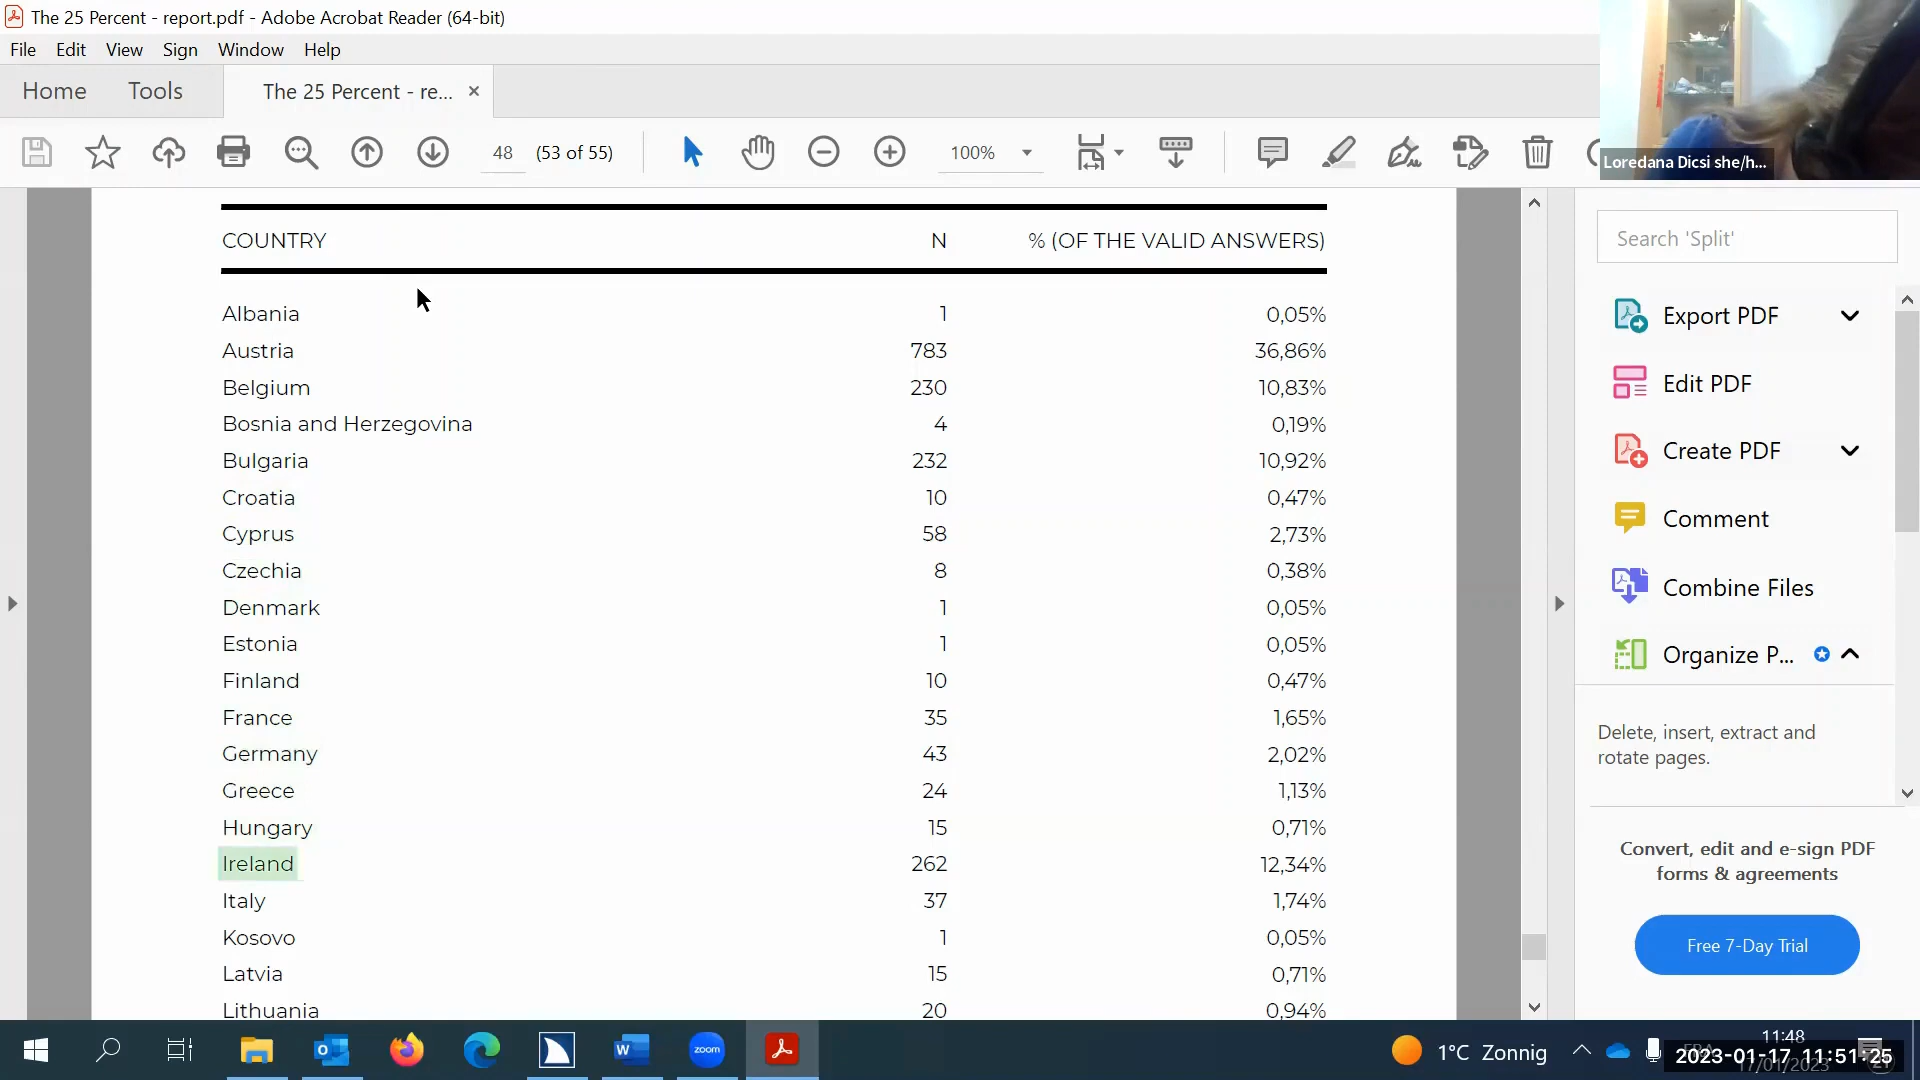 The 25 Percent - report.pdf - Adobe Acrobat Reader (64-bit)
File Edit View Sign Window Help
Home Tools The 25 Percent - re... ×
48 (53 of 55) 100%
Loredana Dicsi she/h...
COUNTRY N % (OF THE VALID ANSWERS)
Albania 1 0,05%
Austria 783 36,86%
Belgium 230 10,83%
Bosnia and Herzegovina 4 0,19%
Bulgaria 232 10,92%
Croatia 10 0,47%
Cyprus 58 2,73%
Czechia 8 0,38%
Denmark 1 0,05%
Estonia 1 0,05%
Finland 10 0,47%
France 35 1,65%
Germany 43 2,02%
Greece 24 1,13%
Hungary 15 0,71%
Ireland 262 12,34%
Italy 37 1,74%
Kosovo 1 0,05%
Latvia 15 0,71%
Lithuania 20 0,94%
Search 'Split'
Export PDF
Edit PDF
Create PDF
Comment
Combine Files
Organize P...
Delete, insert, extract and
rotate pages.
Convert, edit and e-sign PDF
forms & agreements
Free 7-Day Trial
zoom
1°C Zonnig
11:48
17/01/2023
2023-01-17 11:51:25